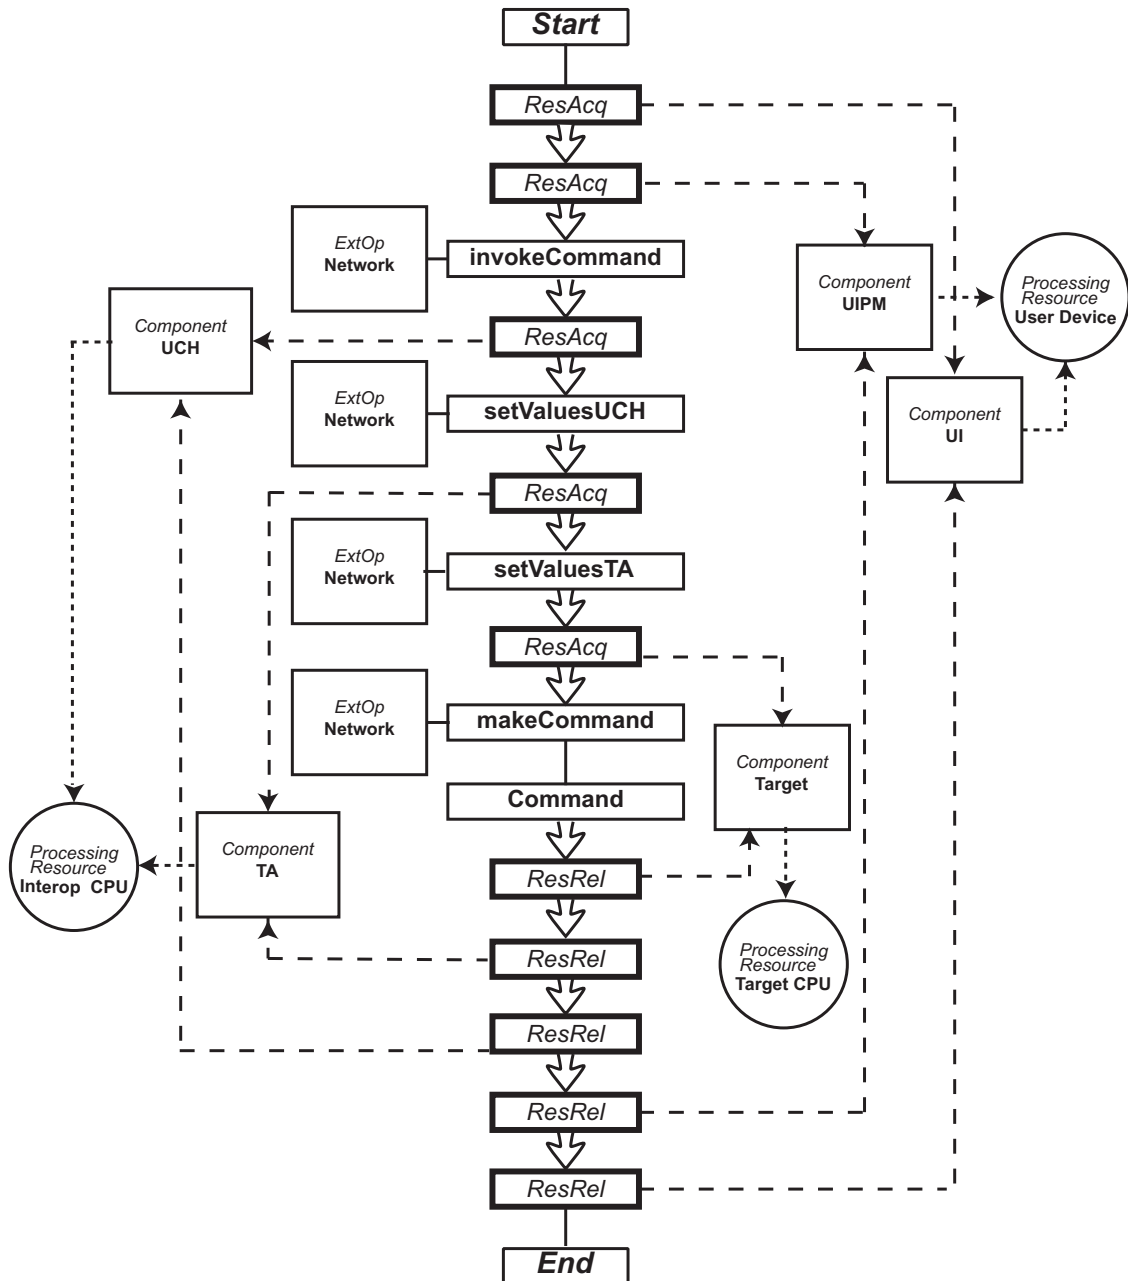 Start
ResAcq
ResAcq
ExtOp
Network
invokeCommand
Component
UIPM
Processing
Resource
User Device
Component
UCH
ResAcq
ExtOp
Network
setValuesUCH
Component
UI
ResAcq
ExtOp
Network
setValuesTA
ResAcq
ExtOp
Network
makeCommand
Component
Target
Command
Processing
Resource
Interop CPU
Component
TA
ResRel
ResRel
Processing
Resource
Target CPU
ResRel
ResRel
ResRel
End